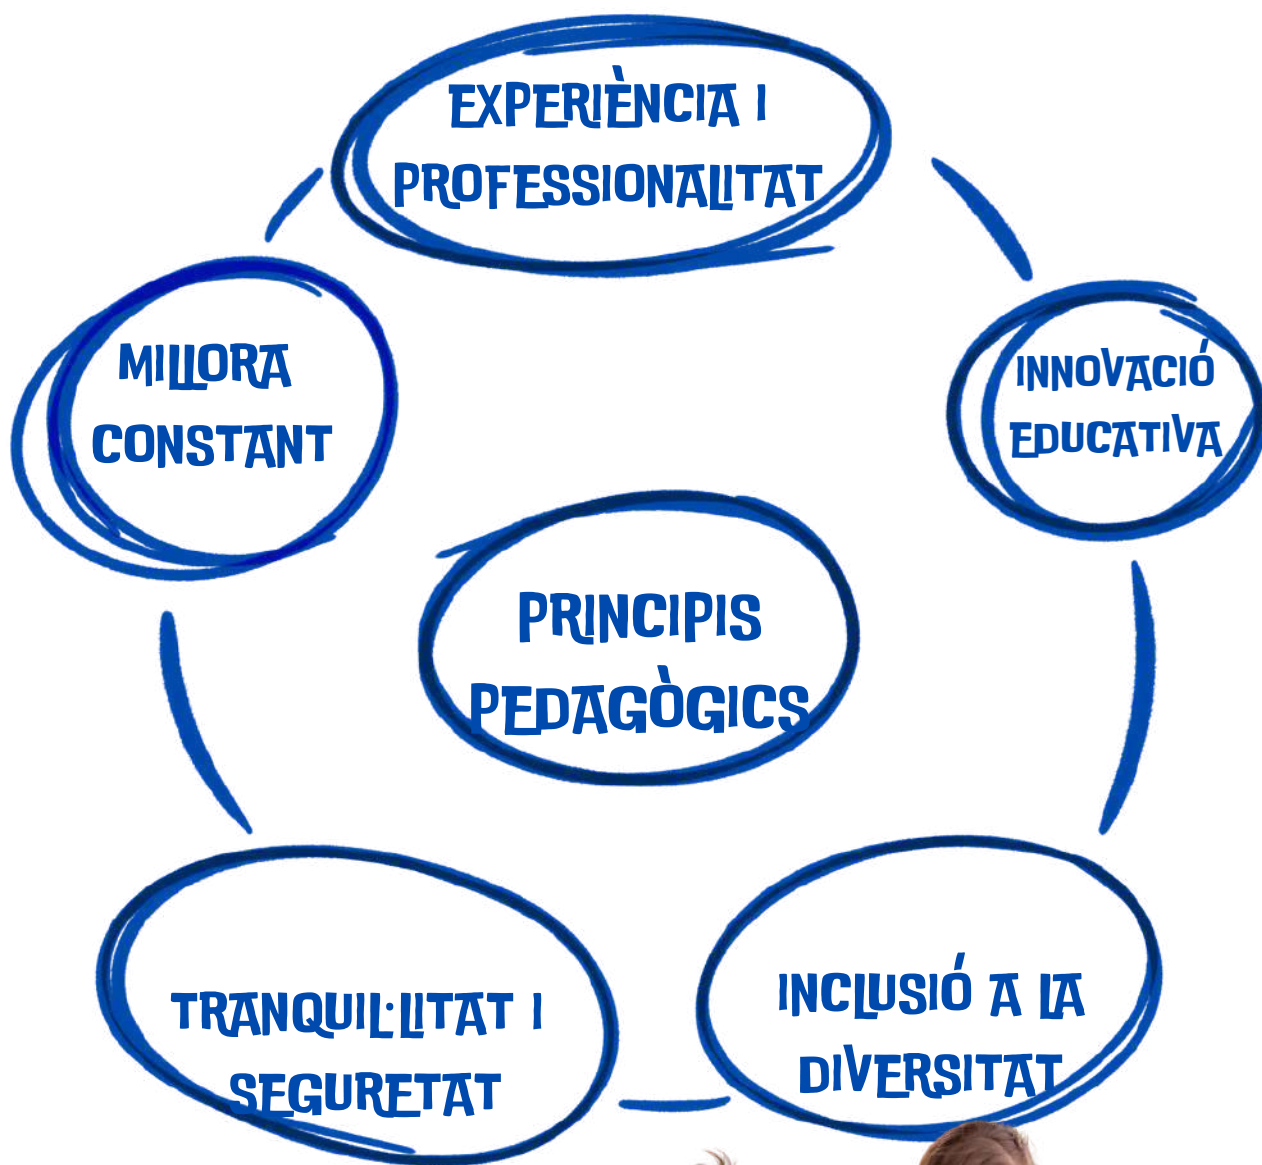 EXPERIÈNCIA I
PROFESSIONALITAT
MILLORA
CONSTANT
INNOVACIÓ
EDUCATIVA
PRINCIPIS
PEDAGÒGICS
TRANQUIL·LITAT I
SEGURETAT
INCLUSIÓ A LA
DIVERSITAT